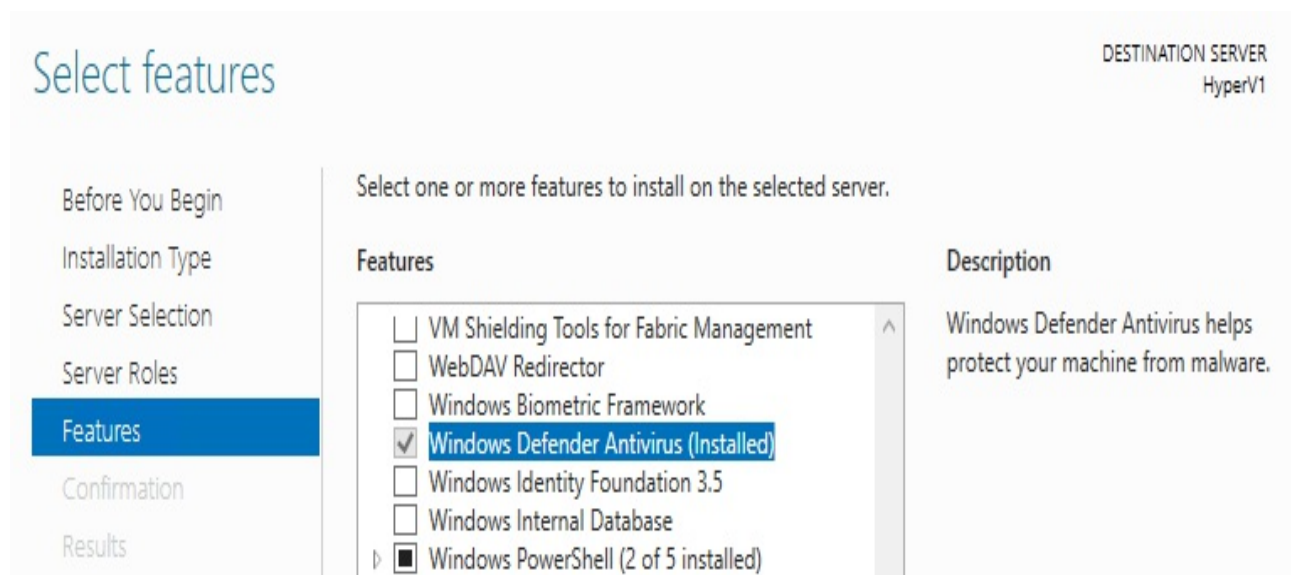 Select features
DESTINATION SERVER
HyperV1
Before You Begin
Installation Type
Server Selection
Server Roles
Features
Confirmation
Results
Select one or more features to install on the selected server.
Features
VM Shielding Tools for Fabric Management
WebDAV Redirector
Windows Biometric Framework
Windows Defender Antivirus (Installed)
Windows Identity Foundation 3.5
Windows Internal Database
Windows PowerShell (2 of 5 installed)
Description
Windows Defender Antivirus helps
protect your machine from malware.